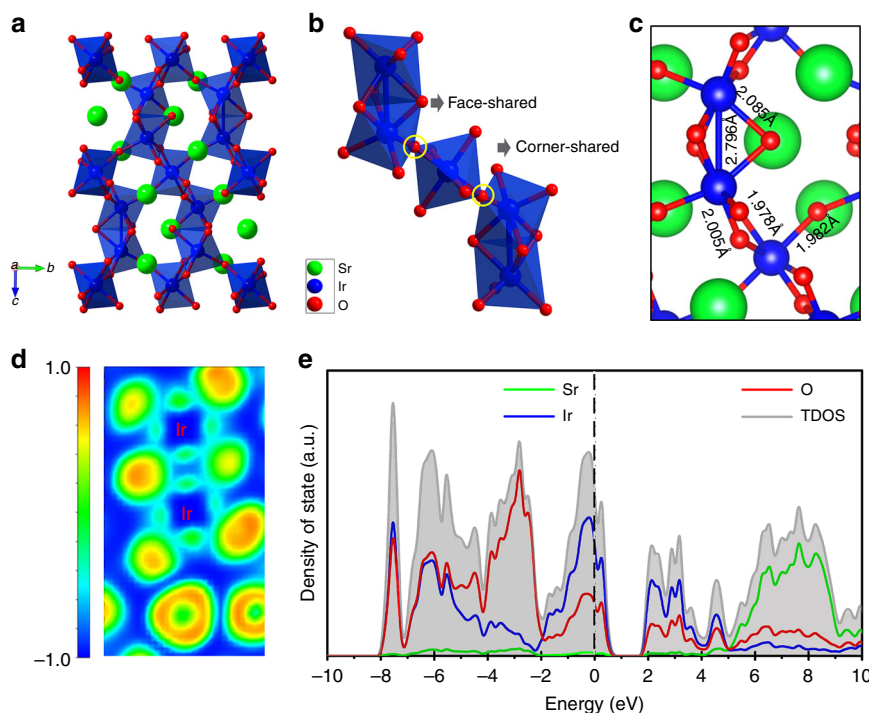 a
b
c
Face-shared
Corner-shared
a
b
c
Sr
Ir
O
2.085Å
2.796Å
1.978Å
2.005Å
1.982Å
d
1.0
–1.0
Ir
Ir
e
Density of state (a.u.)
Sr
O
Ir
TDOS
–10 –8 –6 –4 –2 0 2 4 6 8 10
Energy (eV)